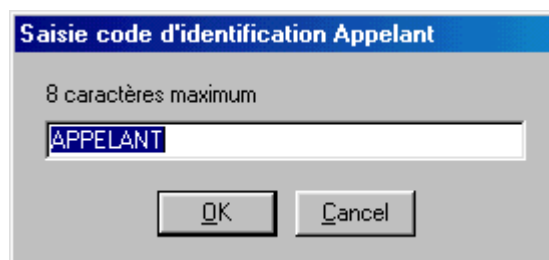 Saisie code d'identification Appelant
8 caractères maximum
APPELANT
OK Cancel